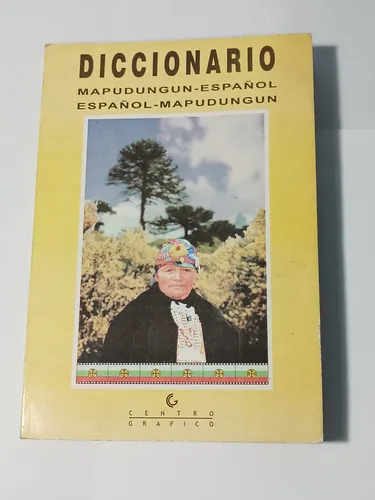 DICCIONARIO
MAPUDUNGUN-ESPAÑOL
ESPAÑOL-MAPUDUNGUN
CENTRO
GRAFICO